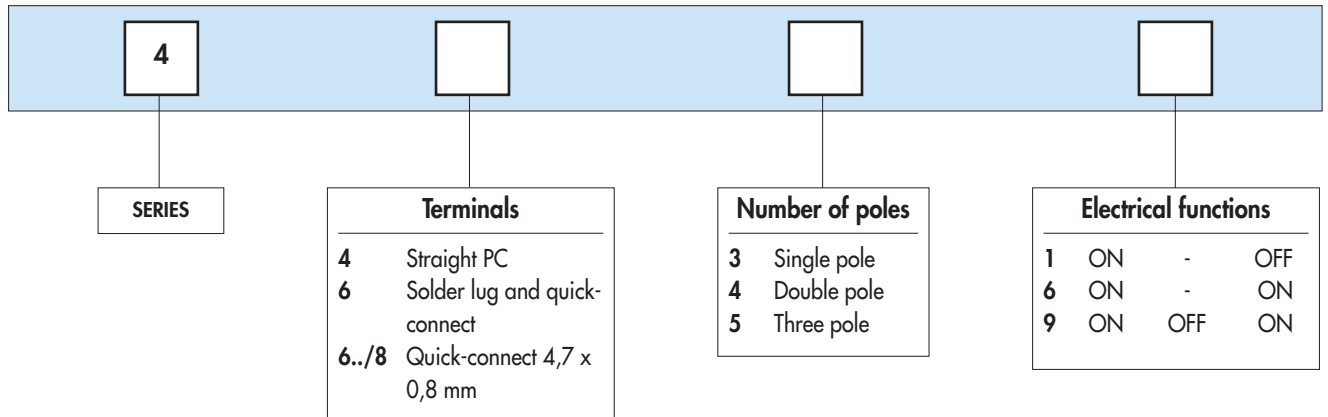 4
SERIES
Terminals
4 Straight PC
6 Solder lug and quick-
connect
6../8 Quick-connect 4,7 x
0,8 mm
Number of poles
3 Single pole
4 Double pole
5 Three pole
Electrical functions
1 ON - OFF
6 ON - ON
9 ON OFF ON